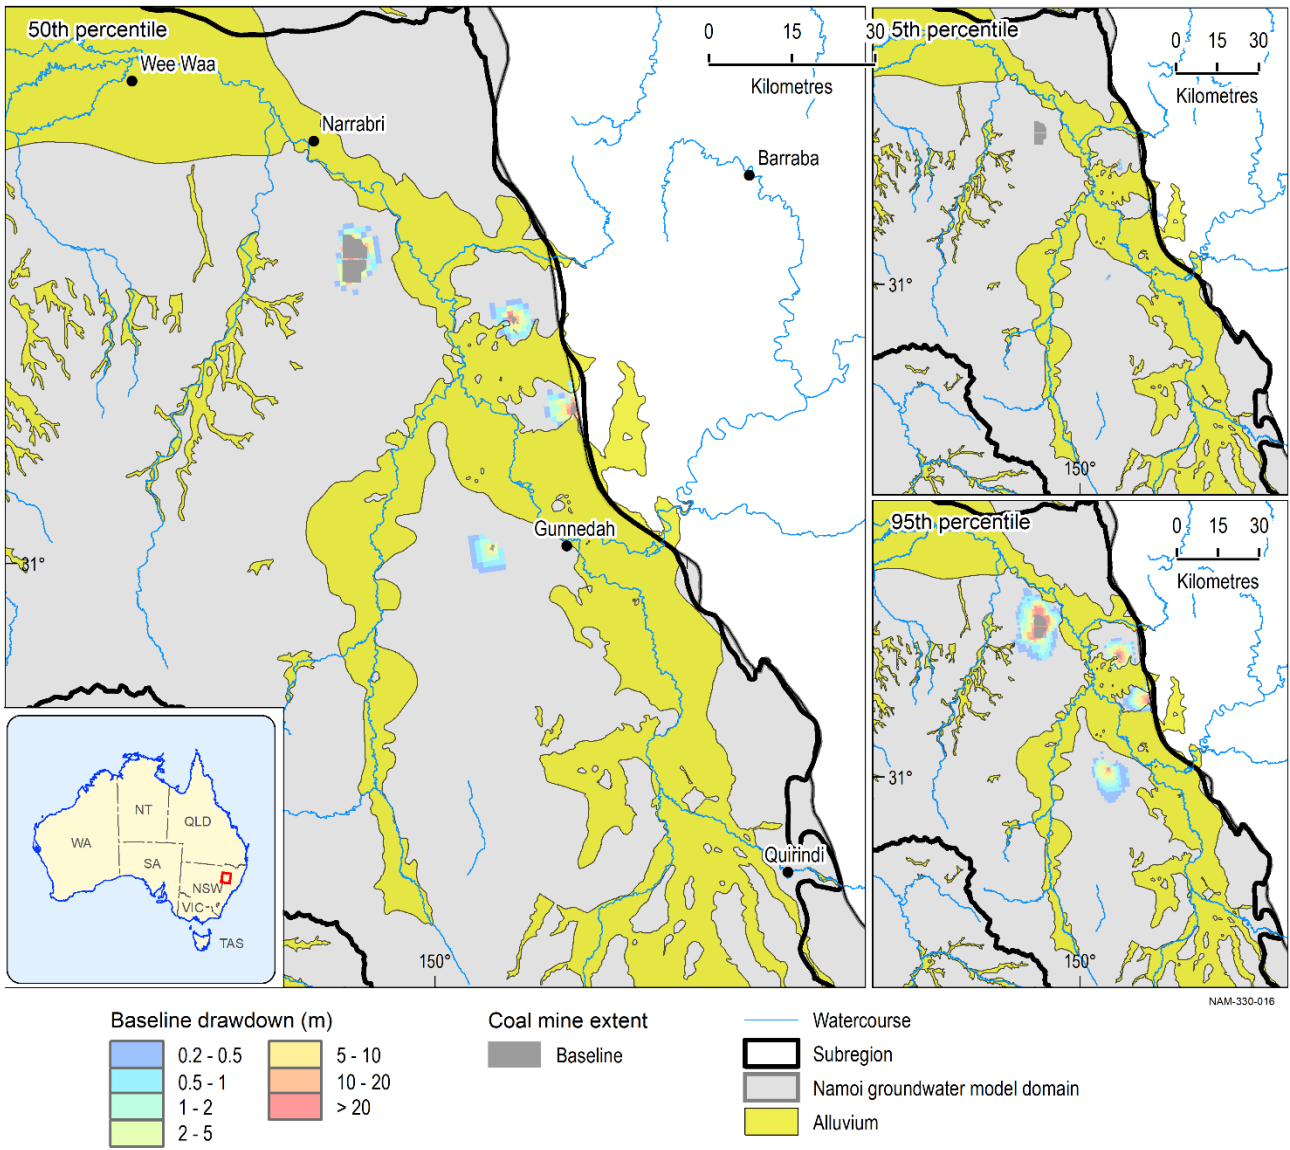 50th percentile
0 15 30
Kilometres
Wee Waa
Narrabri
Barraba
Gunnedah
31°
Quirindi
150°
5th percentile
0 15 30
Kilometres
31°
150°
95th percentile
0 15 30
Kilometres
31°
150°
NT
QLD
WA
SA
NSW
VIC
TAS
NAM-330-016
Baseline drawdown (m)
0.2 - 0.5
0.5 - 1
1 - 2
2 - 5
5 - 10
10 - 20
> 20
Coal mine extent
Baseline
Watercourse
Subregion
Namoi groundwater model domain
Alluvium